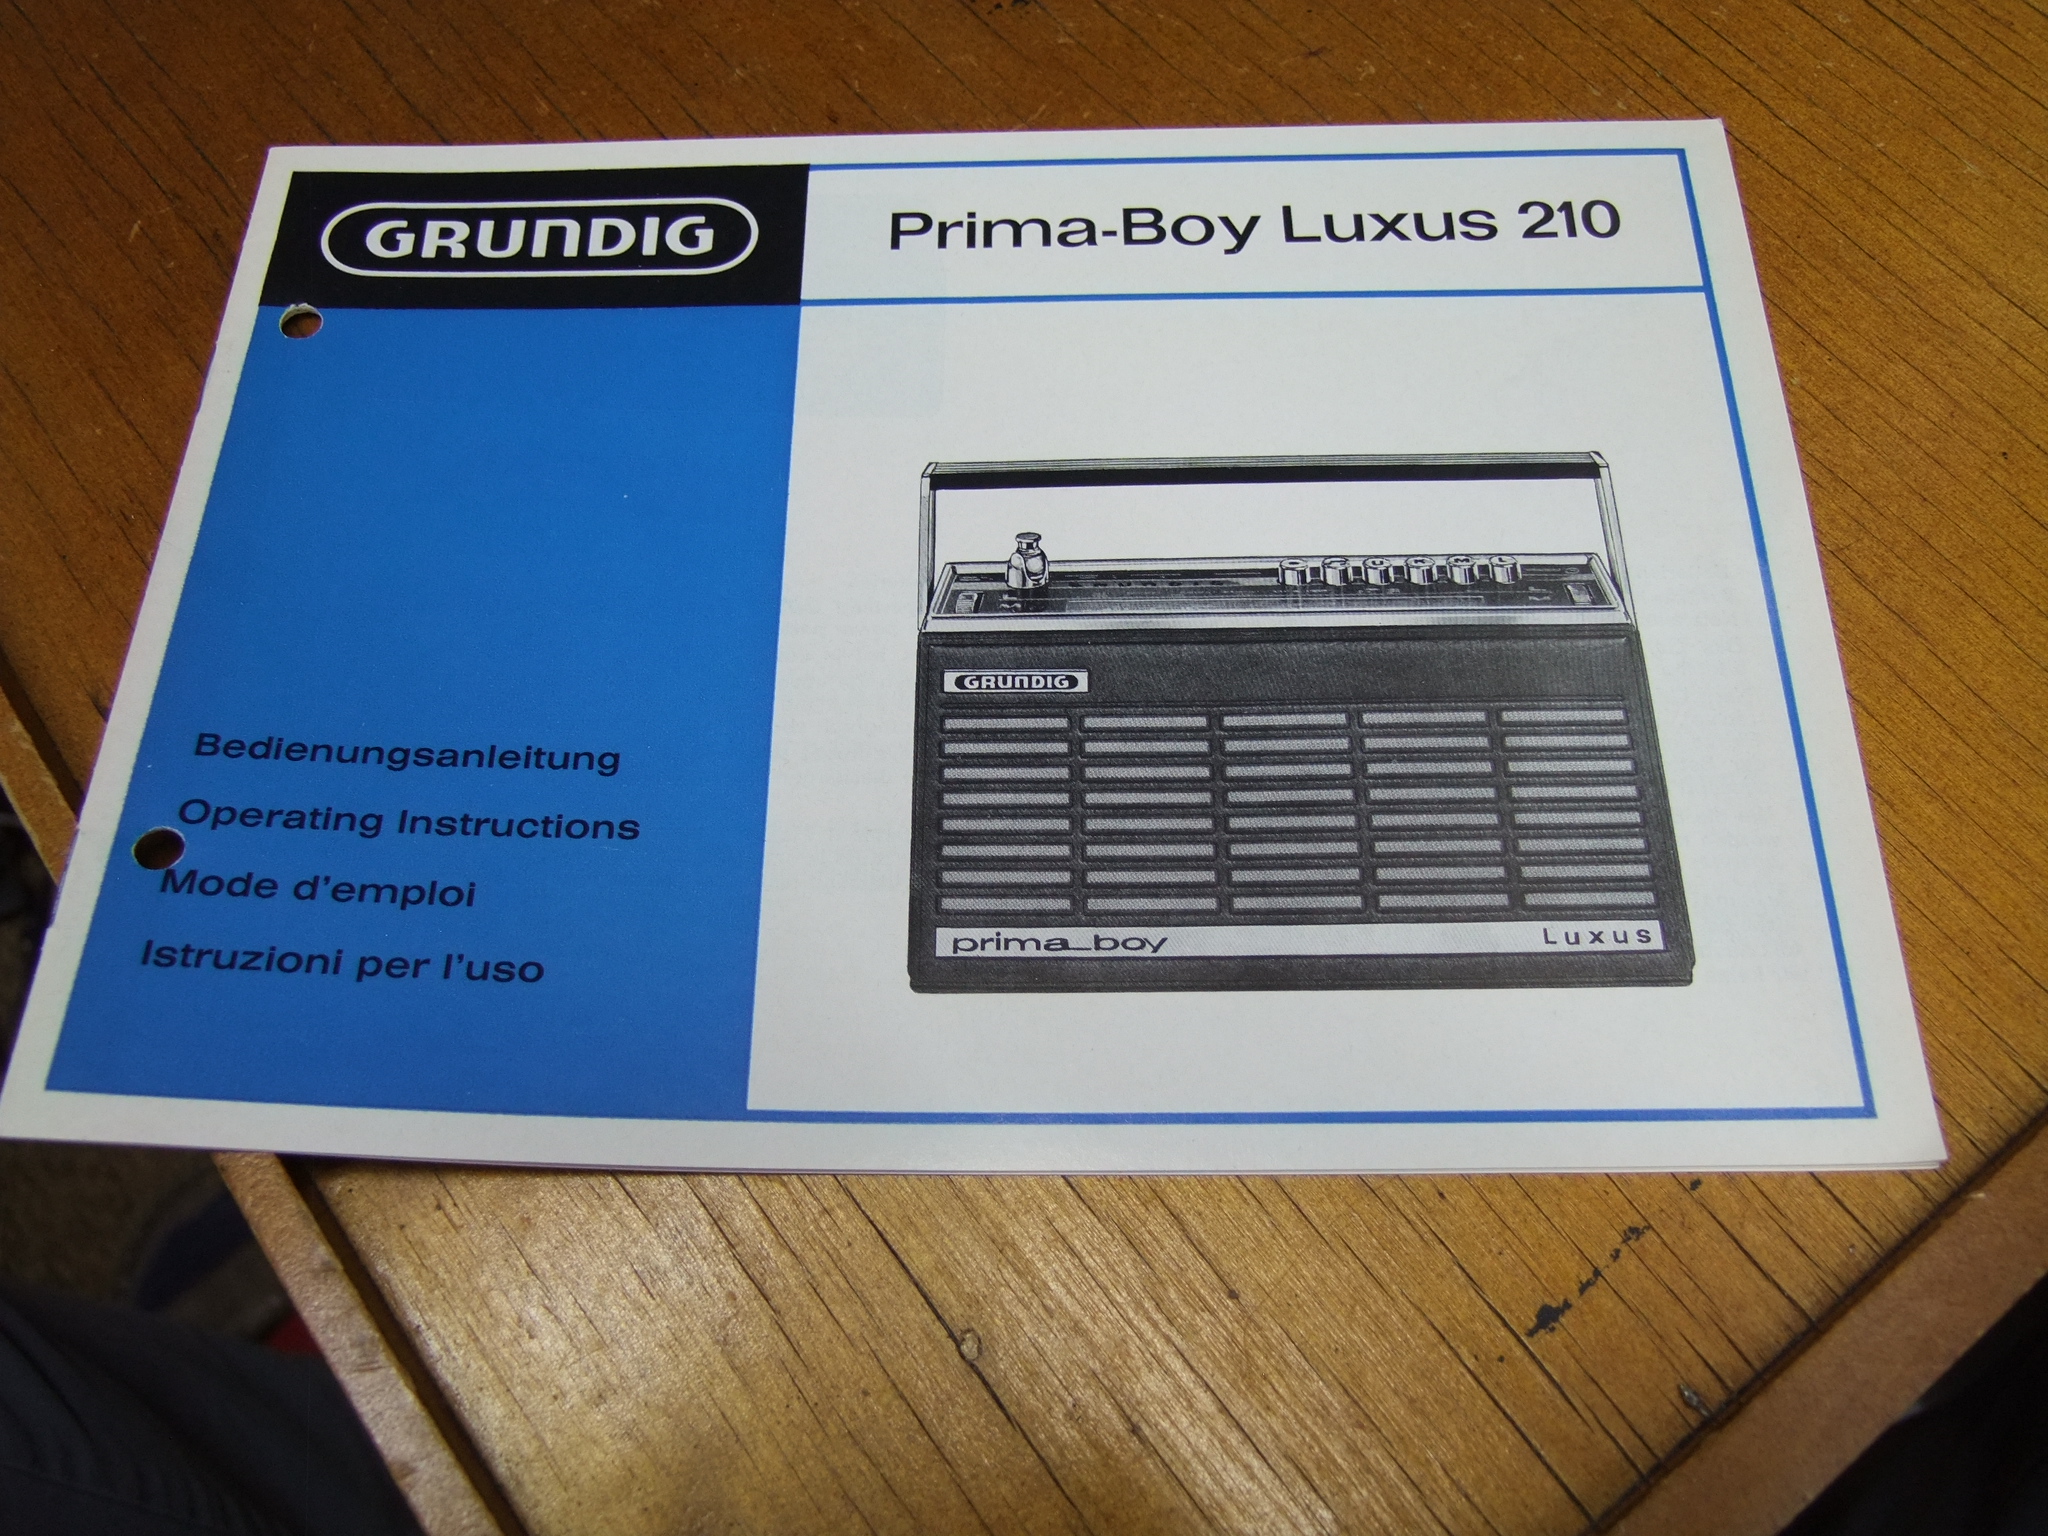 GRUNDIG
Prima-Boy Luxus 210
Bedienungsanleitung
Operating Instructions
Mode d'emploi
Istruzioni per l'uso
GRUNDIG
prima_boy
Luxus